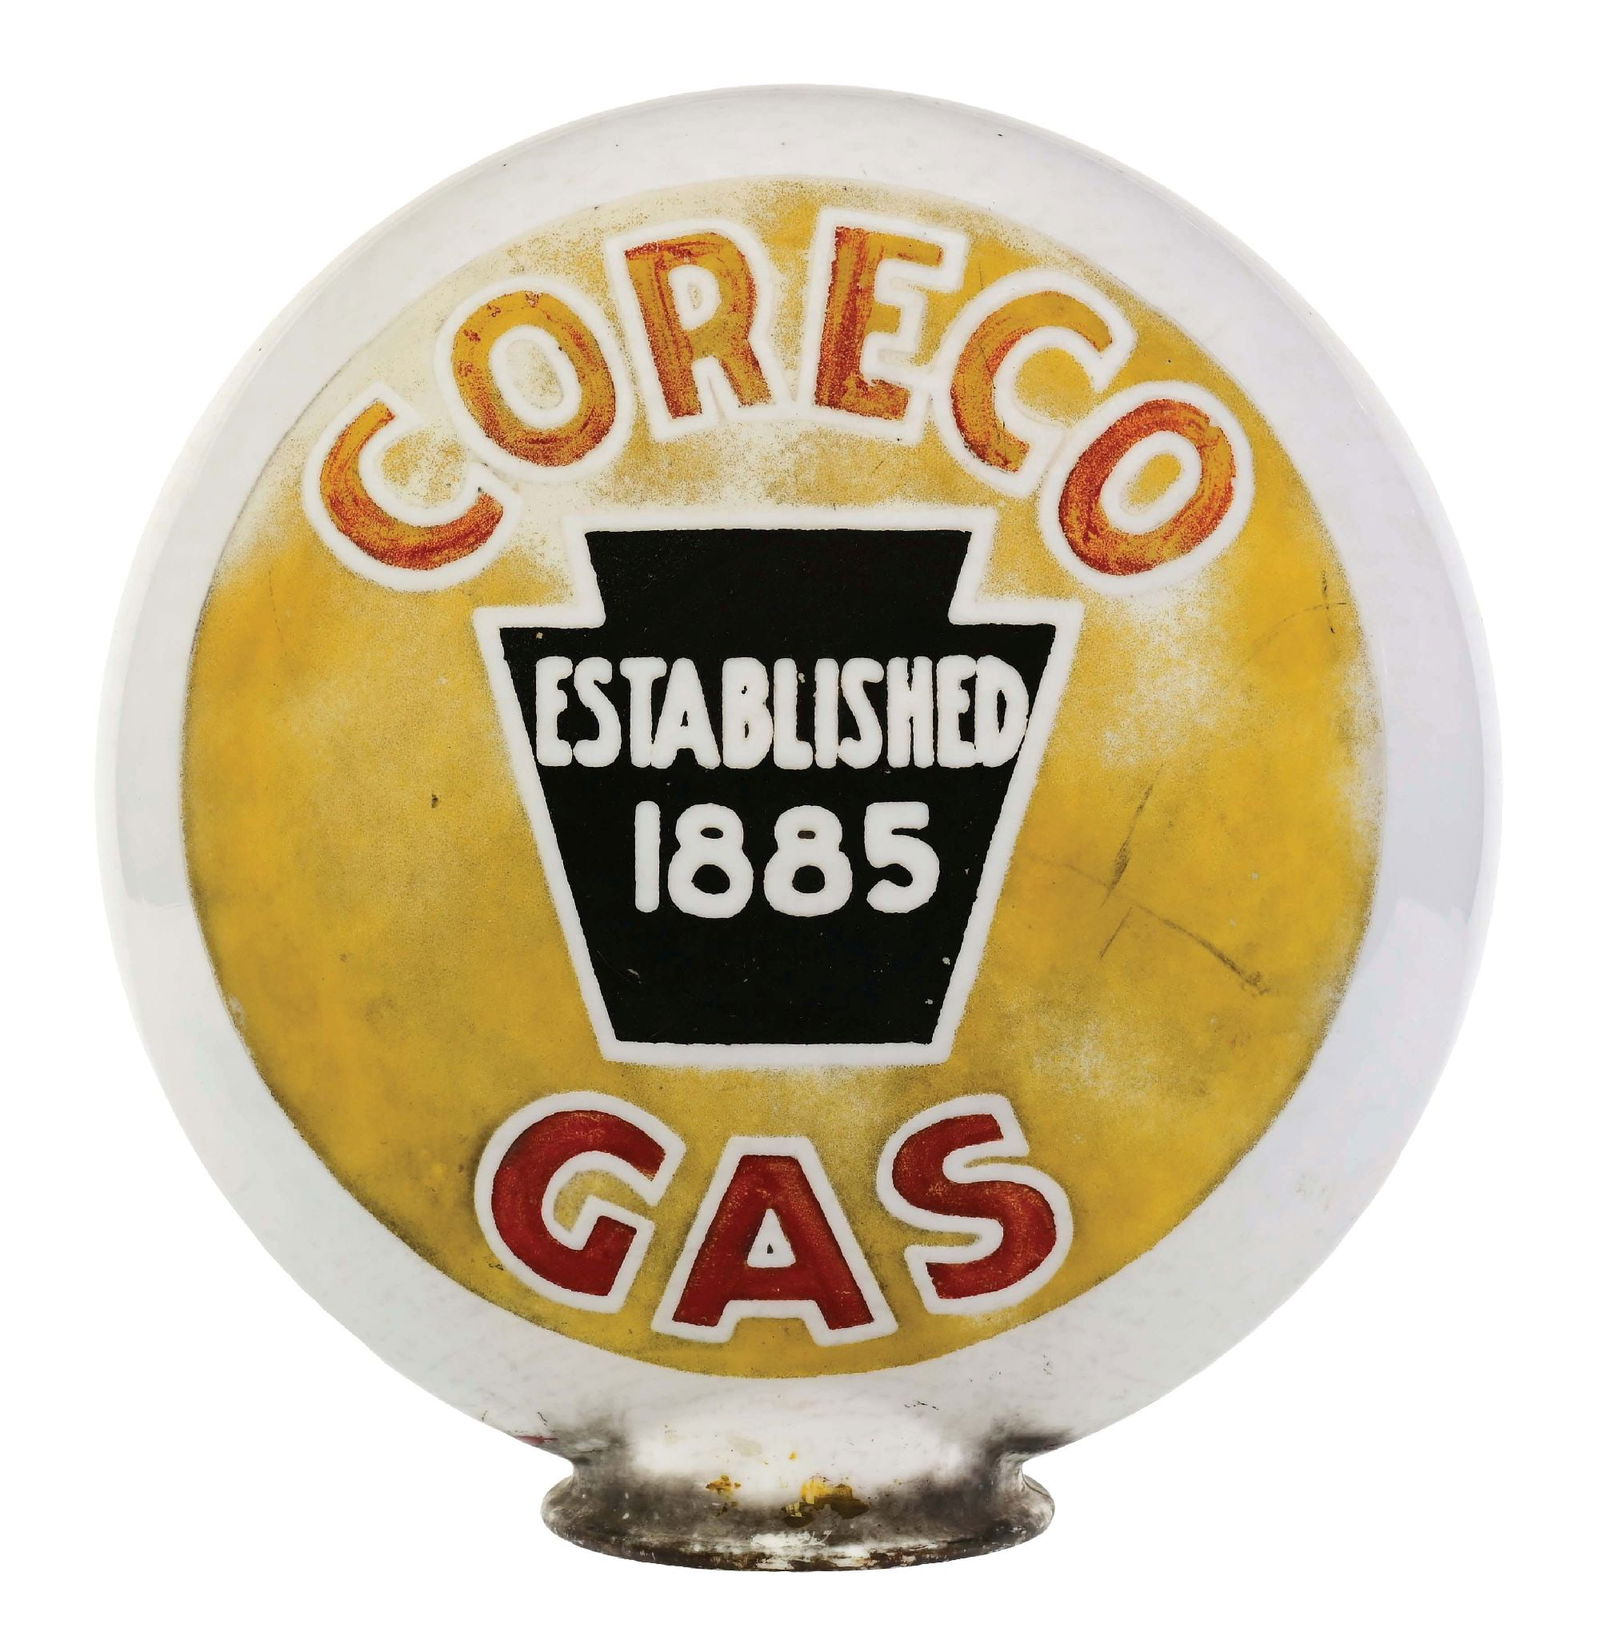 CORECO
ESTABLISHED
1885
GAS